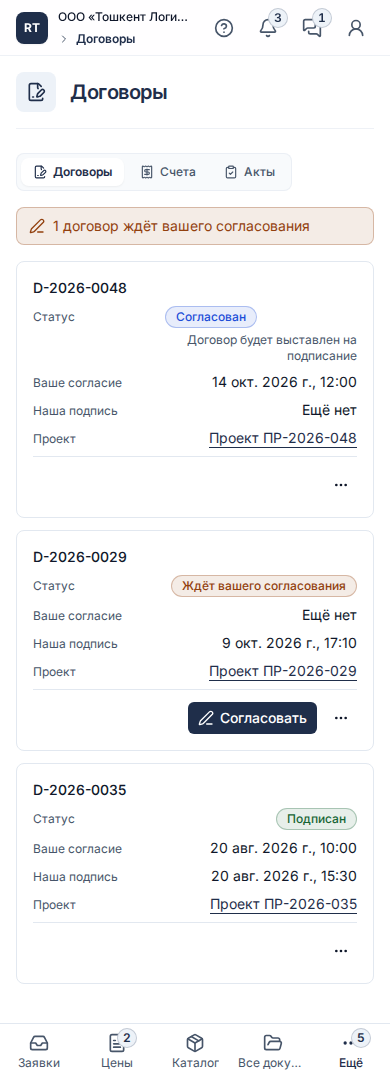 RT
ООО «Тошкент Логи...
> Договоры
3
1
Договоры
Договоры
Счета
Акты
1 договор ждёт вашего согласования
D-2026-0048
Статус
Согласован
Договор будет выставлен на
подписание
Ваше согласие
14 окт. 2026 г., 12:00
Наша подпись
Ещё нет
Проект
Проект ПР-2026-048
D-2026-0029
Статус
Ждёт вашего согласования
Ваше согласие
Ещё нет
Наша подпись
9 окт. 2026 г., 17:10
Проект
Проект ПР-2026-029
Согласовать
D-2026-0035
Статус
Подписан
Ваше согласие
20 авг. 2026 г., 10:00
Наша подпись
20 авг. 2026 г., 15:30
Проект
Проект ПР-2026-035
Заявки
2
Цены
Каталог
Все доку...
5
Ещё